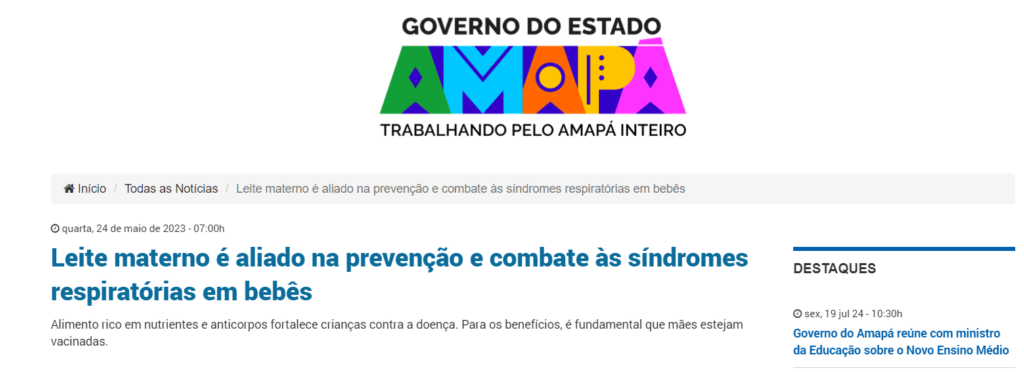 GOVERNO DO ESTADO
AMAPÁ
TRABALHANDO PELO AMAPÁ INTEIRO
Início / Todas as Notícias / Leite materno é aliado na prevenção e combate às síndromes respiratórias em bebês
quarta, 24 de maio de 2023 - 07:00h
Leite materno é aliado na prevenção e combate às síndromes
respiratórias em bebês
Alimento rico em nutrientes e anticorpos fortalece crianças contra a doença. Para os benefícios, é fundamental que mães estejam
vacinadas.
DESTAQUES
sex, 19 jul 24 - 10:30h
Governo do Amapá reúne com ministro
da Educação sobre o Novo Ensino Médio